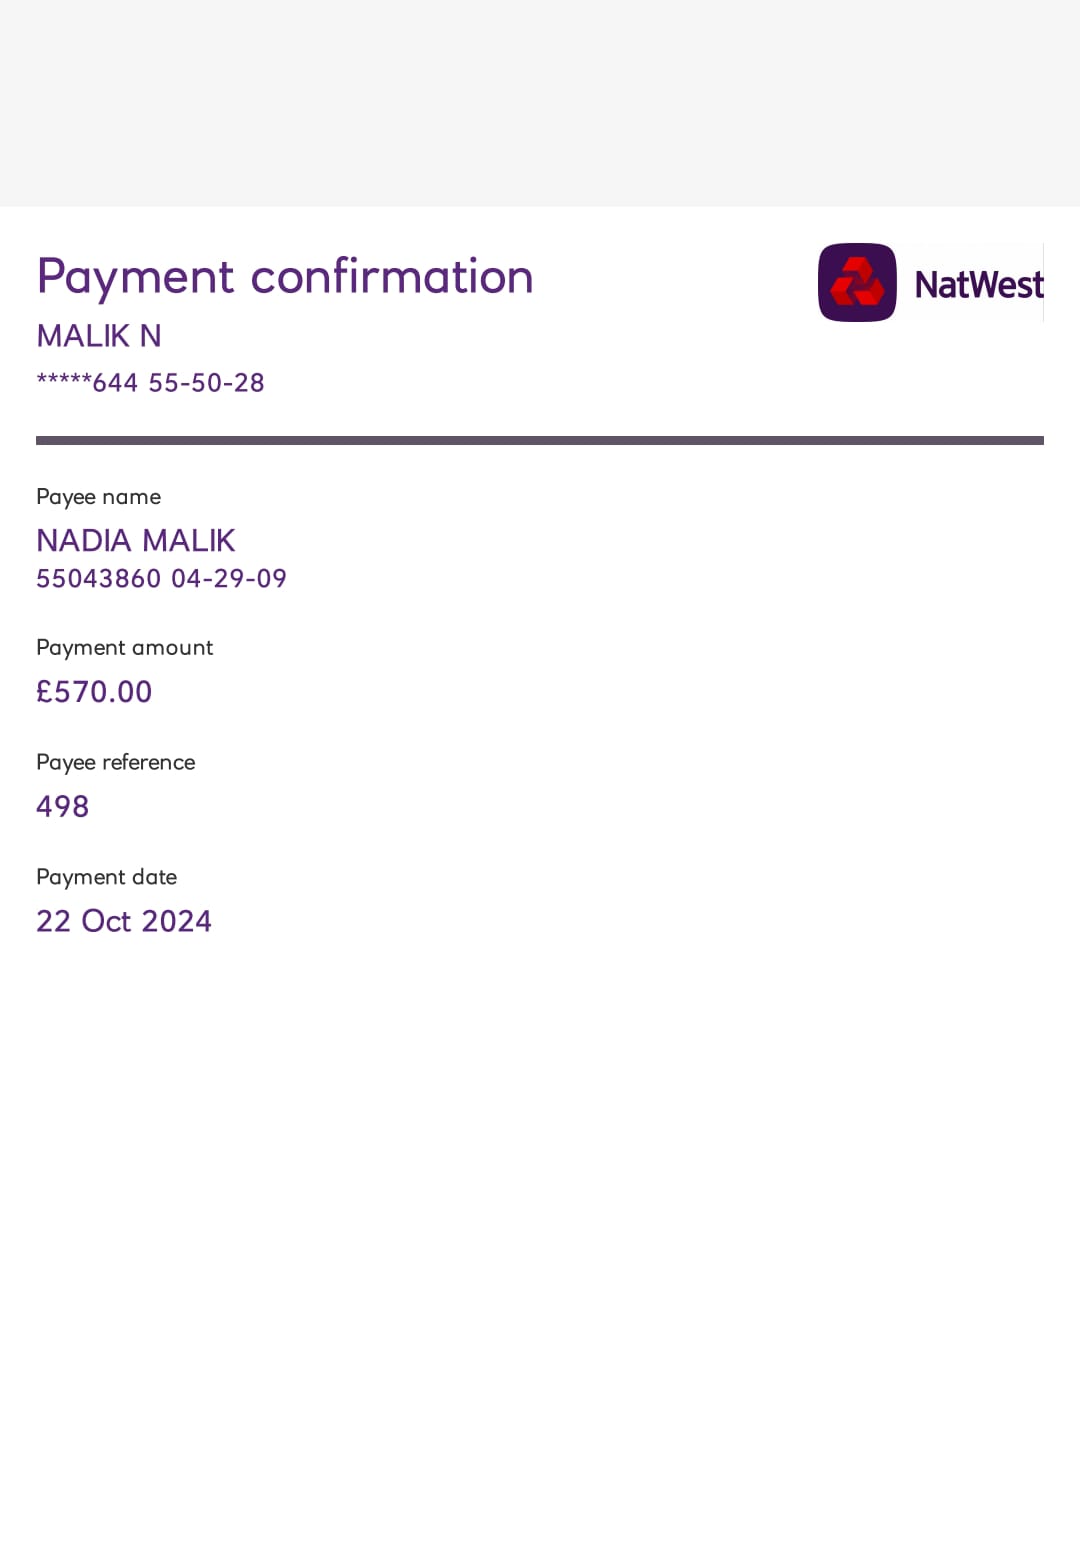 Payment confirmation
NatWest
MALIK N
*****644 55-50-28
Payee name
NADIA MALIK
55043860 04-29-09
Payment amount
£570.00
Payee reference
498
Payment date
22 Oct 2024